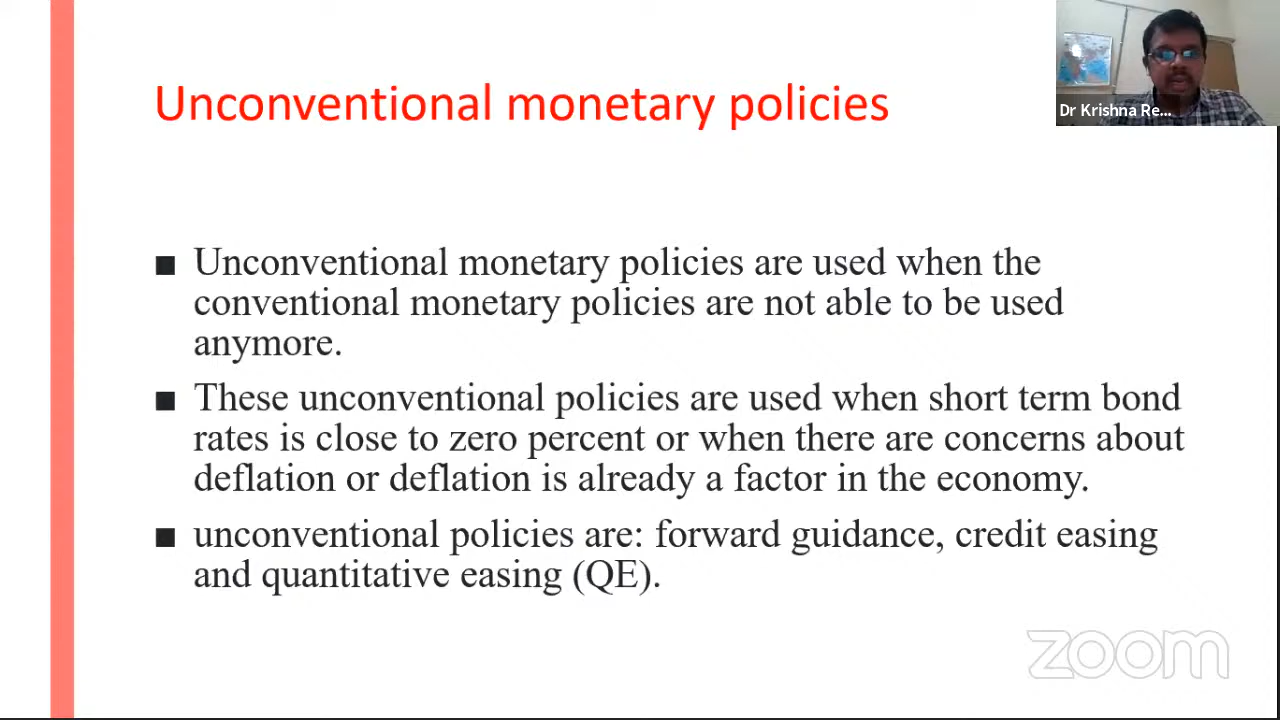 Unconventional monetary policies
Dr Krishna Re...
■ Unconventional monetary policies are used when the
conventional monetary policies are not able to be used
anymore.
■ These unconventional policies are used when short term bond
rates is close to zero percent or when there are concerns about
deflation or deflation is already a factor in the economy.
■ unconventional policies are: forward guidance, credit easing
and quantitative easing (QE).
zoom